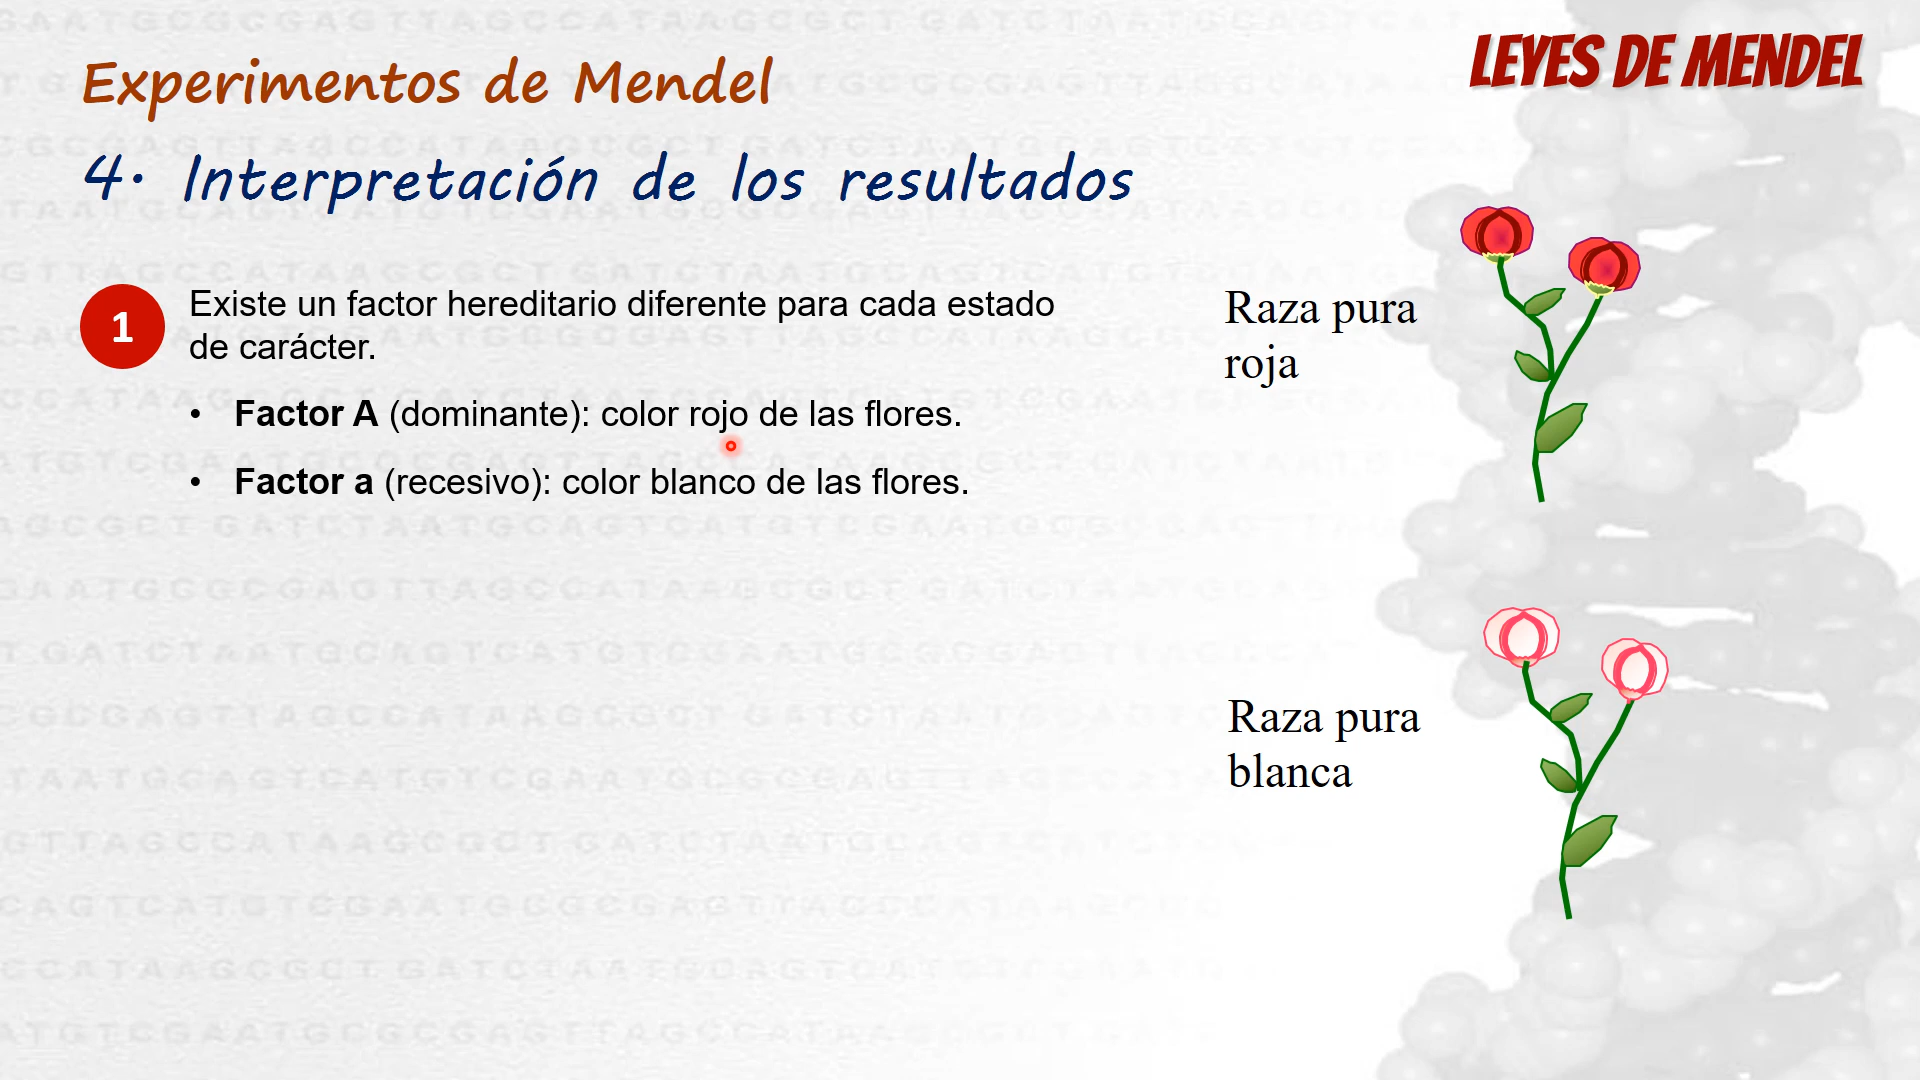 LEYES DE MENDEL
Experimentos de Mendel
4. Interpretación de los resultados
1
Existe un factor hereditario diferente para cada estado
de carácter.
• Factor A (dominante): color rojo de las flores.
• Factor a (recesivo): color blanco de las flores.
Raza pura
roja
Raza pura
blanca